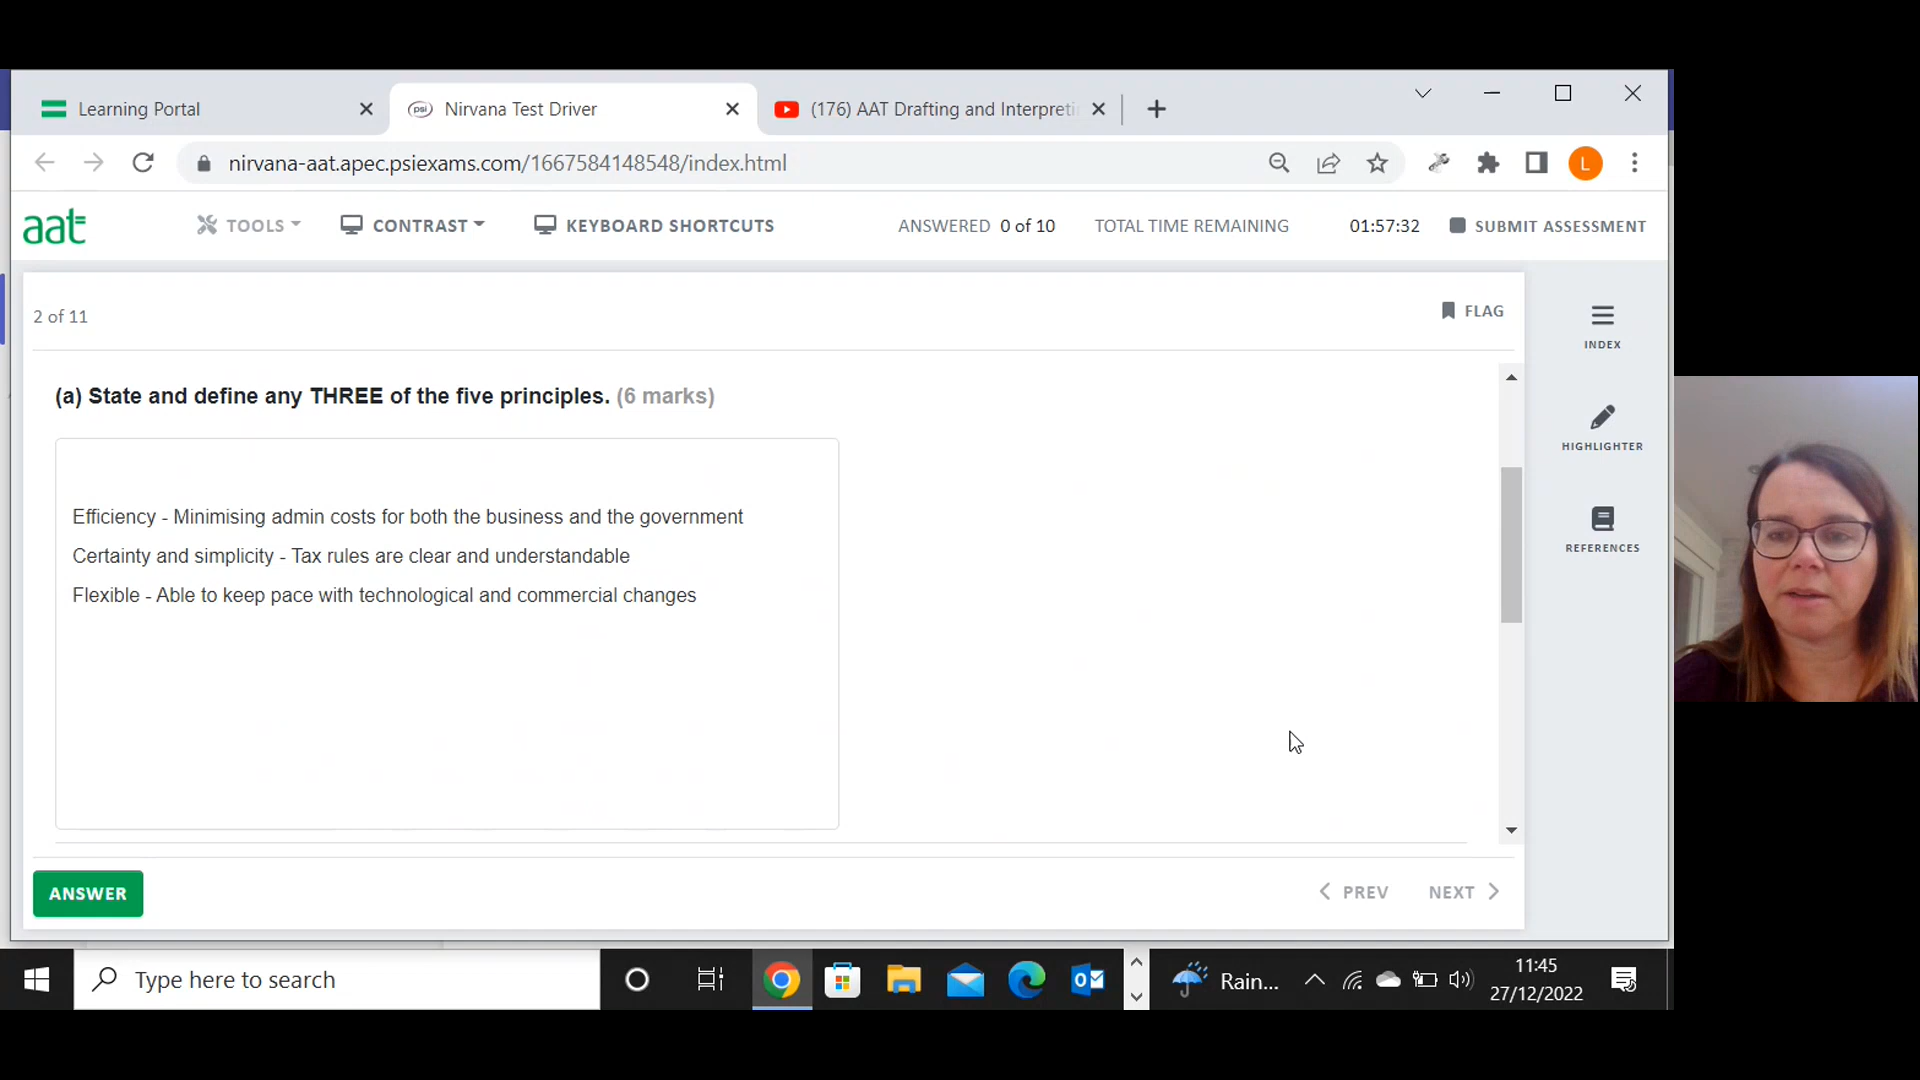 Learning Portal
psi Nirvana Test Driver
(176) AAT Drafting and Interpreti
nirvana-aat.apec.psiexams.com/1667584148548/index.html
L
aat
TOOLS
CONTRAST
KEYBOARD SHORTCUTS
ANSWERED 0 of 10
TOTAL TIME REMAINING
01:57:32
SUBMIT ASSESSMENT
2 of 11
FLAG
INDEX
HIGHLIGHTER
REFERENCES
(a) State and define any THREE of the five principles. (6 marks)
Efficiency - Minimising admin costs for both the business and the government
Certainty and simplicity - Tax rules are clear and understandable
Flexible - Able to keep pace with technological and commercial changes
ANSWER
PREV
NEXT
Type here to search
Rain...
11:45
27/12/2022